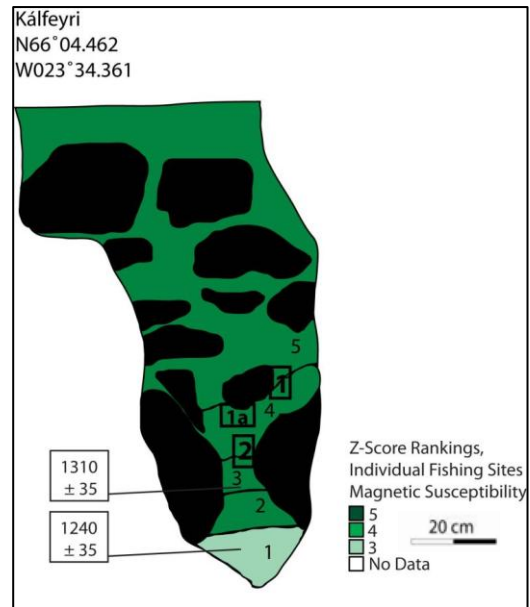 Kálfeyri
N66°04.462
W023°34.361
5
1
4
1a
2
3
1310
± 35
2
1240
± 35
1
Z-Score Rankings,
Individual Fishing Sites
Magnetic Susceptibility
5
4
3
No Data
20 cm